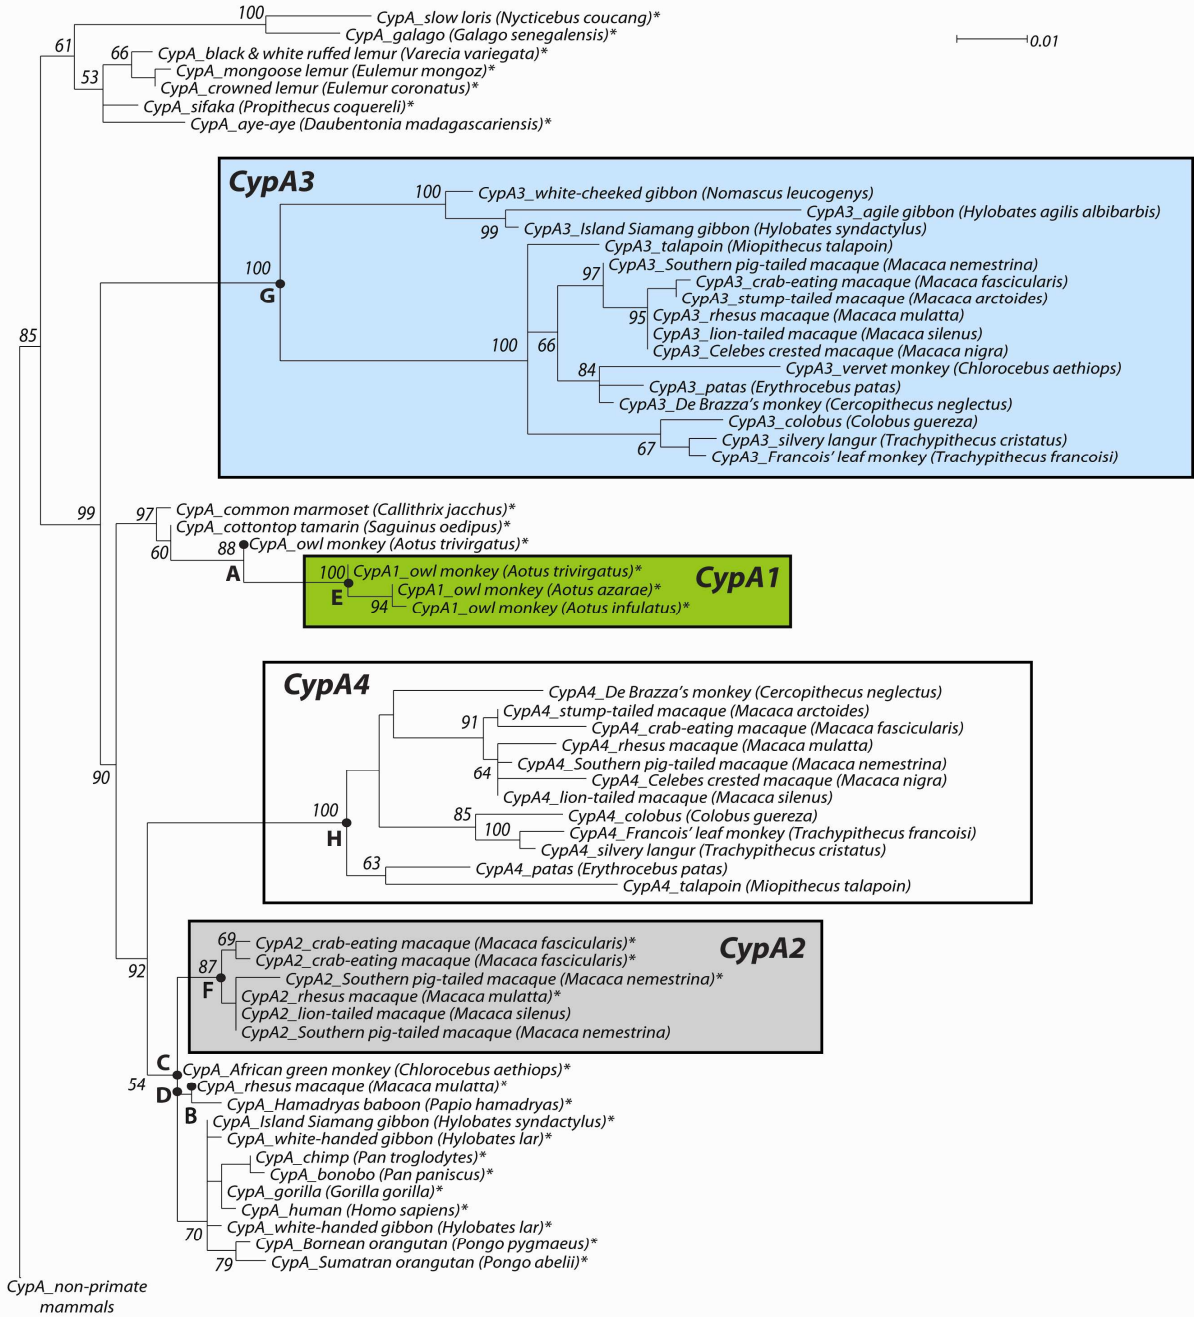 100
CypA_slow loris (Nycticebus coucang)*
CypA_galago (Galago senegalensis)*
0.01
61
66
CypA_black & white ruffed lemur (Varecia variegata)*
CypA_mongoose lemur (Eulemur mongoz)*
53
CypA_crowned lemur (Eulemur coronatus)*
CypA_sifaka (Propithecus coquereli)*
CypA_aye-aye (Daubentonia madagascariensis)*
CypA3
100
CypA3_white-cheeked gibbon (Nomascus leucogenys)
CypA3_agile gibbon (Hylobates agilis albibarbis)
99
CypA3_Island Siamang gibbon (Hylobates syndactylus)
CypA3_talapoin (Miopithecus talapoin)
100
G
97
CypA3_Southern pig-tailed macaque (Macaca nemestrina)
CypA3_crab-eating macaque (Macaca fascicularis)
CypA3_stump-tailed macaque (Macaca arctoides)
95
CypA3_rhesus macaque (Macaca mulatta)
CypA3_lion-tailed macaque (Macaca silenus)
85
100
66
CypA3_Celebes crested macaque (Macaca nigra)
84
CypA3_vervet monkey (Chlorocebus aethiops)
CypA3_patas (Erythrocebus patas)
CypA3_De Brazza's monkey (Cercopithecus neglectus)
CypA3_colobus (Colobus guereza)
CypA3_silvery langur (Trachypithecus cristatus)
67
CypA3_Francois' leaf monkey (Trachypithecus francoisi)
99
97
CypA_common marmoset (Callithrix jacchus)*
CypA_cottontop tamarin (Saguinus oedipus)*
60
88
CypA_owl monkey (Aotus trivirgatus)*
A
100
CypA1_owl monkey (Aotus trivirgatus)*
CypA1
E
CypA1_owl monkey (Aotus azarae)*
94
CypA1_owl monkey (Aotus infulatus)*
CypA4
CypA4_De Brazza's monkey (Cercopithecus neglectus)
CypA4_stump-tailed macaque (Macaca arctoides)
91
CypA4_crab-eating macaque (Macaca fascicularis)
CypA4_rhesus macaque (Macaca mulatta)
CypA4_Southern pig-tailed macaque (Macaca nemestrina)
90
64
CypA4_Celebes crested macaque (Macaca nigra)
CypA4_lion-tailed macaque (Macaca silenus)
100
H
85
CypA4_colobus (Colobus guereza)
100
CypA4_Francois' leaf monkey (Trachypithecus francoisi)
CypA4_silvery langur (Trachypithecus cristatus)
63
CypA4_patas (Erythrocebus patas)
CypA4_talapoin (Miopithecus talapoin)
CypA2
69
CypA2_crab-eating macaque (Macaca fascicularis)*
CypA2_crab-eating macaque (Macaca fascicularis)*
92
87
F
CypA2_Southern pig-tailed macaque (Macaca nemestrina)*
CypA2_rhesus macaque (Macaca mulatta)*
CypA2_lion-tailed macaque (Macaca silenus)
CypA2_Southern pig-tailed macaque (Macaca nemestrina)
C
CypA_African green monkey (Chlorocebus aethiops)*
54
D
CypA_rhesus macaque (Macaca mulatta)*
B
CypA_Hamadryas baboon (Papio hamadryas)*
CypA_Island Siamang gibbon (Hylobates syndactylus)*
CypA_white-handed gibbon (Hylobates lar)*
CypA_chimp (Pan troglodytes)*
CypA_bonobo (Pan paniscus)*
CypA_gorilla (Gorilla gorilla)*
CypA_human (Homo sapiens)*
70
CypA_white-handed gibbon (Hylobates lar)*
CypA_Bornean orangutan (Pongo pygmaeus)*
79
CypA_Sumatran orangutan (Pongo abelii)*
CypA_non-primate
mammals